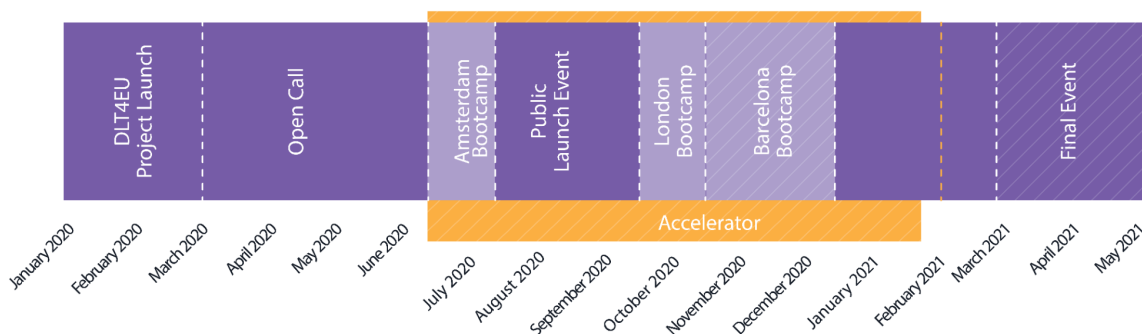 DLT4EU
Project Launch
Open Call
Amsterdam
Bootcamp
Public
Launch Event
London
Bootcamp
Barcelona
Bootcamp
Final Event
Accelerator
January 2020
February 2020
March 2020
April 2020
May 2020
June 2020
July 2020
August 2020
September 2020
October 2020
November 2020
December 2020
January 2021
February 2021
March 2021
April 2021
May 2021